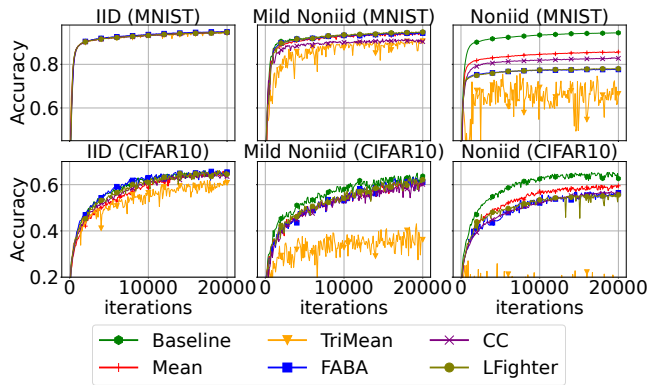 IID (MNIST) Mild Noniid (MNIST) Noniid (MNIST)
Accuracy
0.8
0.6
IID (CIFAR10) Mild Noniid (CIFAR10) Noniid (CIFAR10)
Accuracy
0.6
0.4
0.2
0 10000 20000 0 10000 20000 0 10000 20000
iterations iterations iterations
Baseline TriMean CC
Mean FABA LFighter